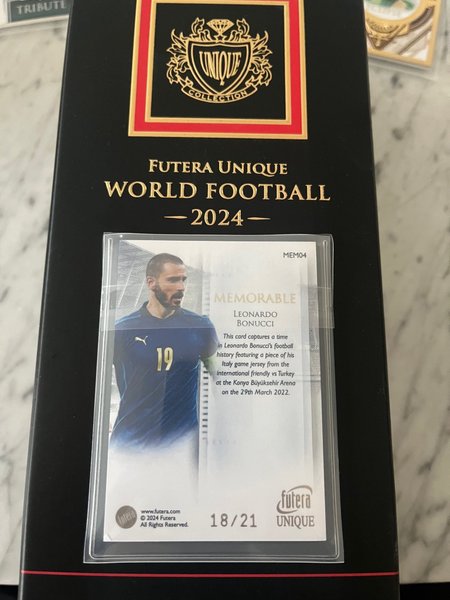 TRIBUTE
UNIQUE
COLLECTION
FUTERA UNIQUE
WORLD FOOTBALL
2024
MEM04
MEMORABLE
LEONARDO
BONUCCI
This card captures a time
in Leonardo Bonucci's football
history featuring a piece of his
Italy game jersey from the
international friendly vs Turkey
at the Konya Büyükşehir Arena
on the 29th March 2022.
19
futera
www.futera.com
© 2024 Futera
All Rights Reserved.
18/21
futera
UNIQUE